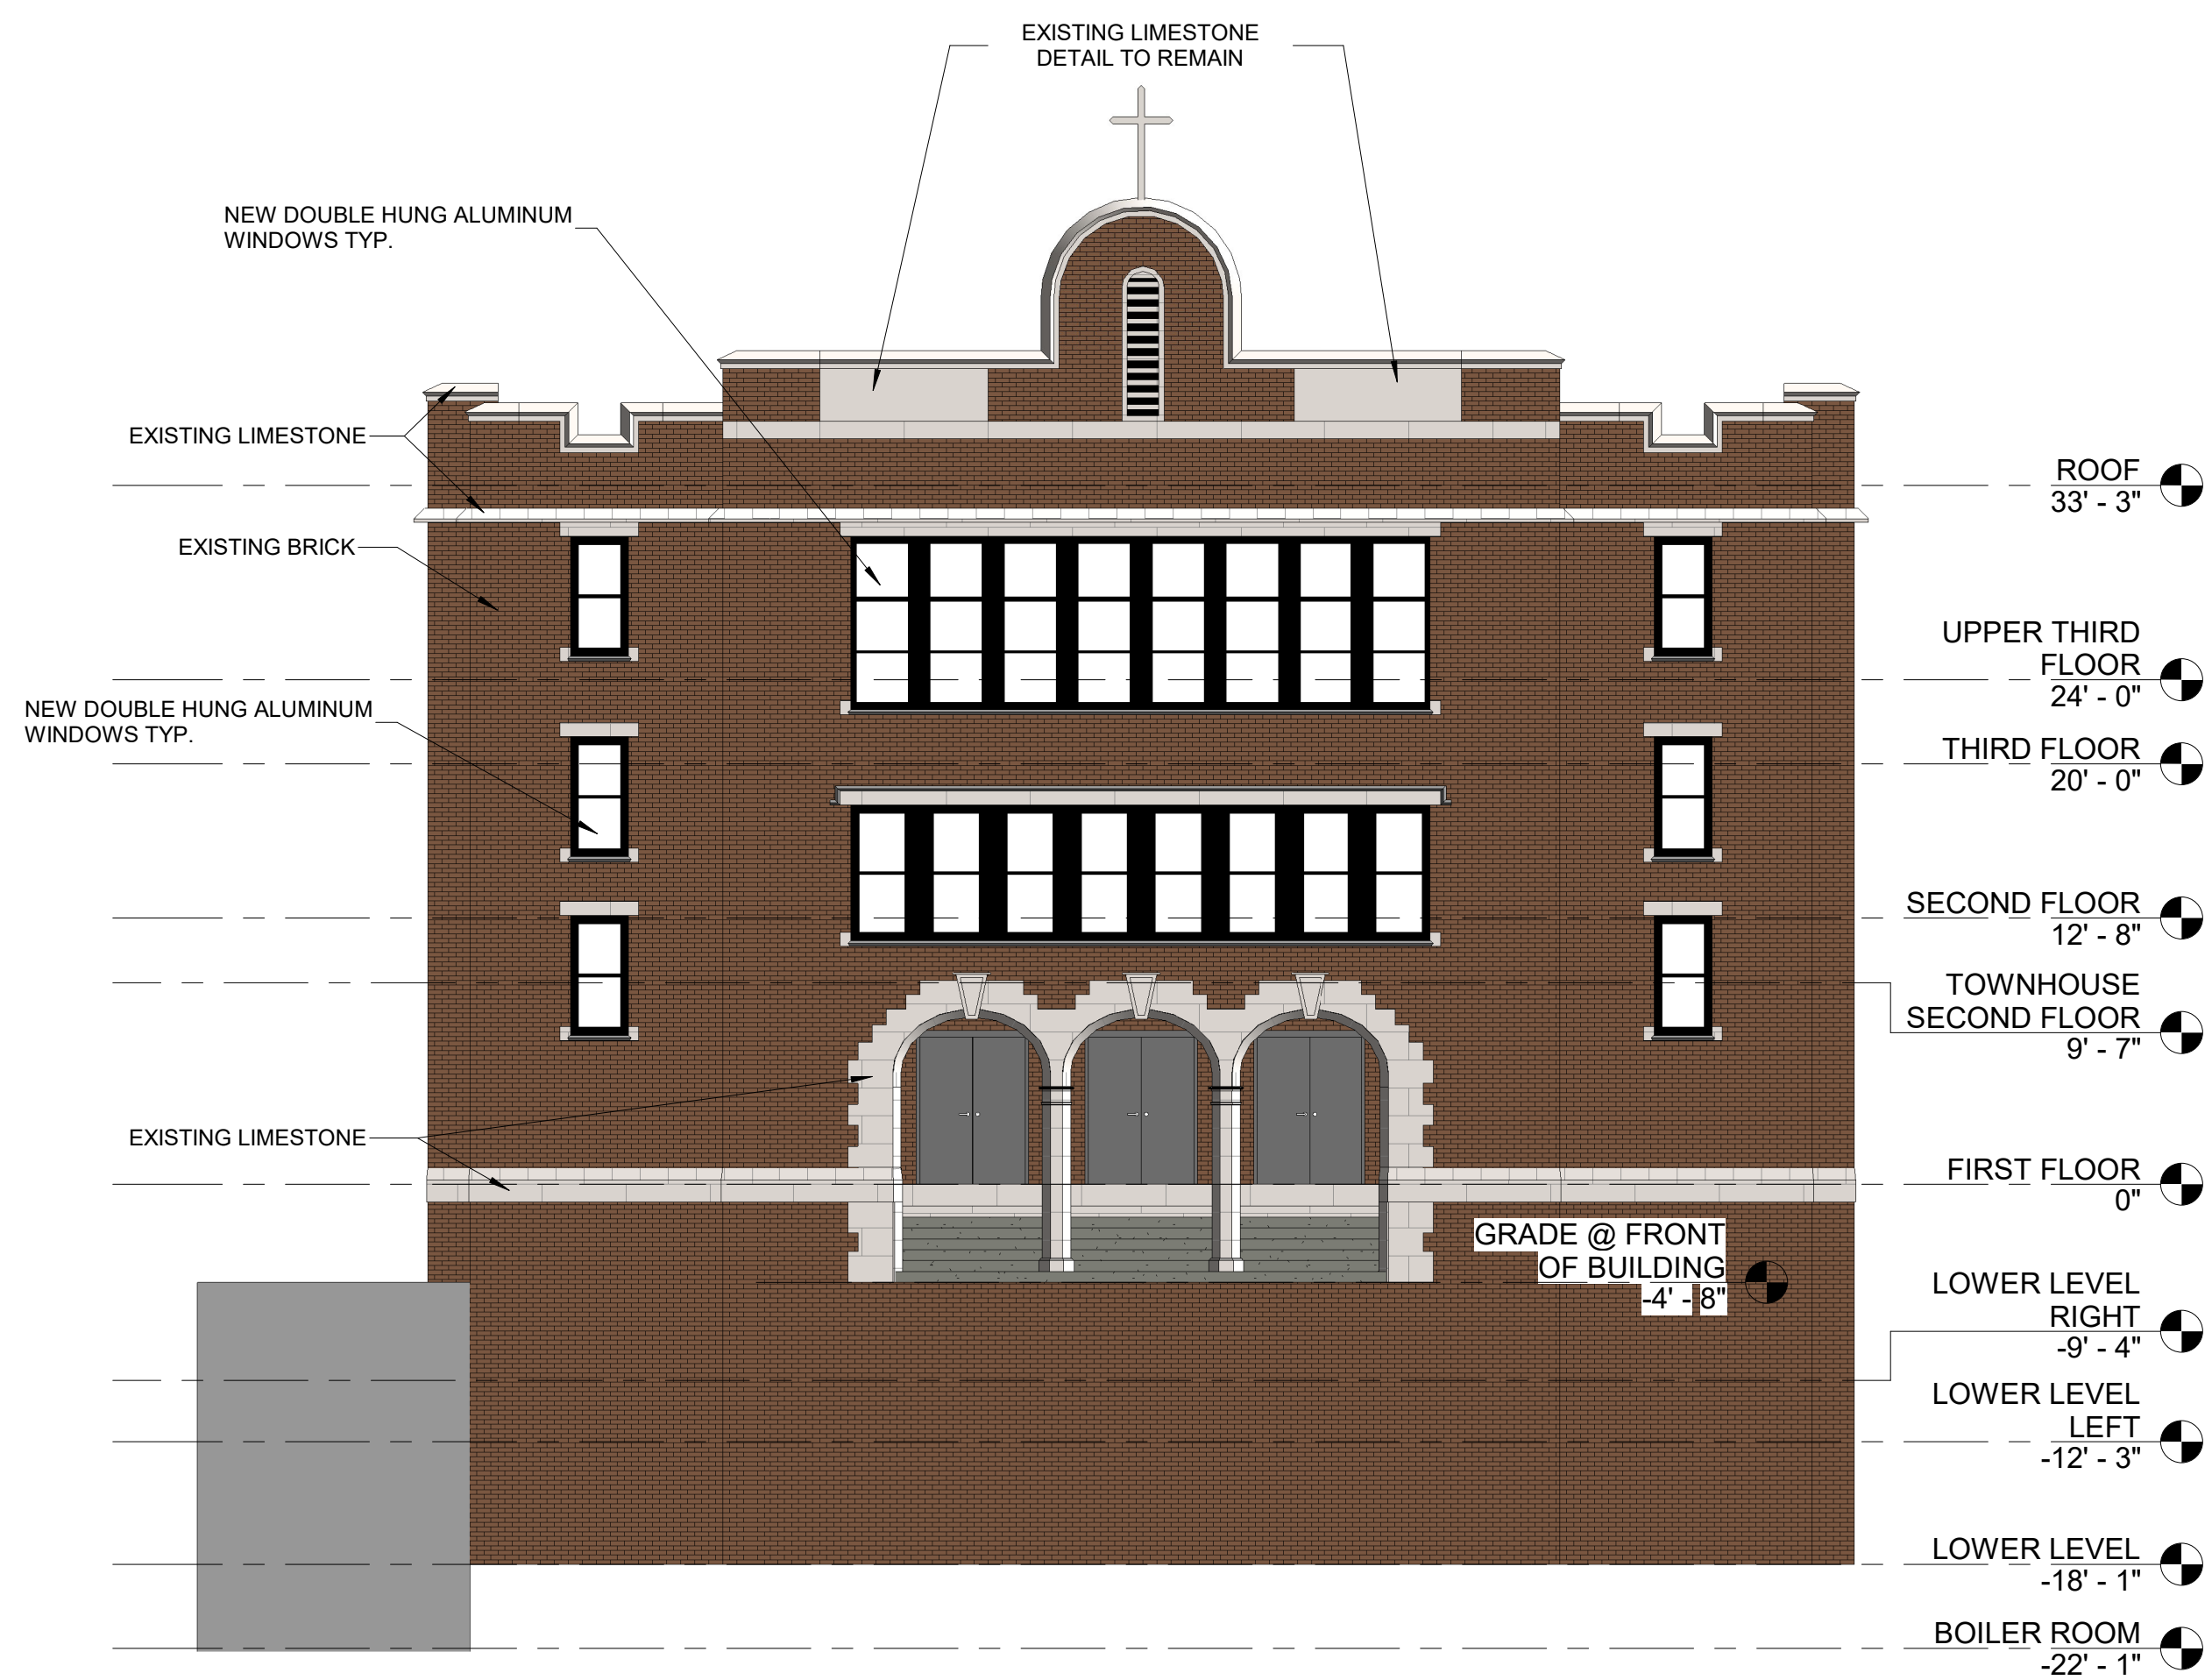 EXISTING LIMESTONE
DETAIL TO REMAIN
NEW DOUBLE HUNG ALUMINUM
WINDOWS TYP.
EXISTING LIMESTONE
ROOF
33' - 3"
EXISTING BRICK
UPPER THIRD
FLOOR
24' - 0"
NEW DOUBLE HUNG ALUMINUM
WINDOWS TYP.
THIRD FLOOR
20' - 0"
SECOND FLOOR
12' - 8"
TOWNHOUSE
SECOND FLOOR
9' - 7"
EXISTING LIMESTONE
FIRST FLOOR
0"
GRADE @ FRONT
OF BUILDING
-4' - 8"
LOWER LEVEL
RIGHT
-9' - 4"
LOWER LEVEL
LEFT
-12' - 3"
LOWER LEVEL
-18' - 1"
BOILER ROOM
-22' - 1"